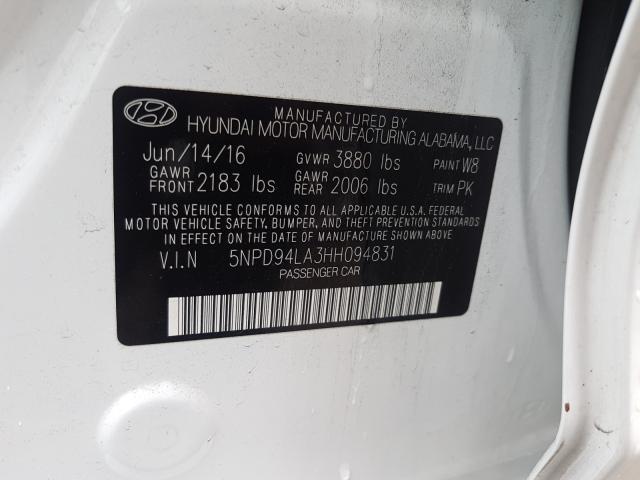 MANUFACTURED BY
HYUNDAI MOTOR MANUFACTURING ALABAMA, LLC
Jun/14/16 GVWR 3880 lbs PAINT W8
GAWR FRONT 2183 lbs GAWR REAR 2006 lbs TRIM PK
THIS VEHICLE CONFORMS TO ALL APPLICABLE U.S.A. FEDERAL
MOTOR VEHICLE SAFETY, BUMPER, AND THEFT PREVENTION STANDARDS
IN EFFECT ON THE DATE OF MANUFACTURE SHOWN ABOVE.
V.I.N 5NPD94LA3HH094831
PASSENGER CAR